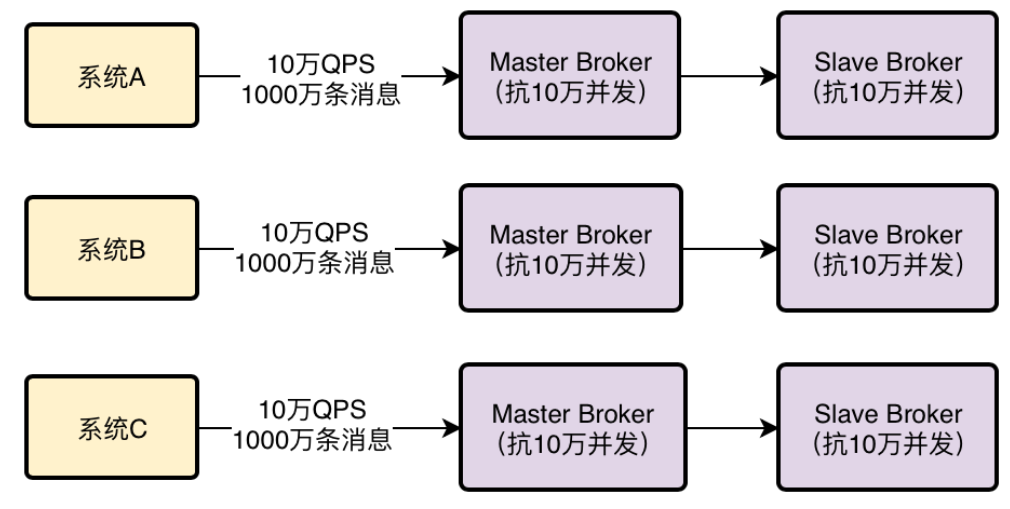 系统A
10万QPS
1000万条消息
Master Broker
（抗10万并发）
Slave Broker
（抗10万并发）
系统B
10万QPS
1000万条消息
Master Broker
（抗10万并发）
Slave Broker
（抗10万并发）
系统C
10万QPS
1000万条消息
Master Broker
（抗10万并发）
Slave Broker
（抗10万并发）